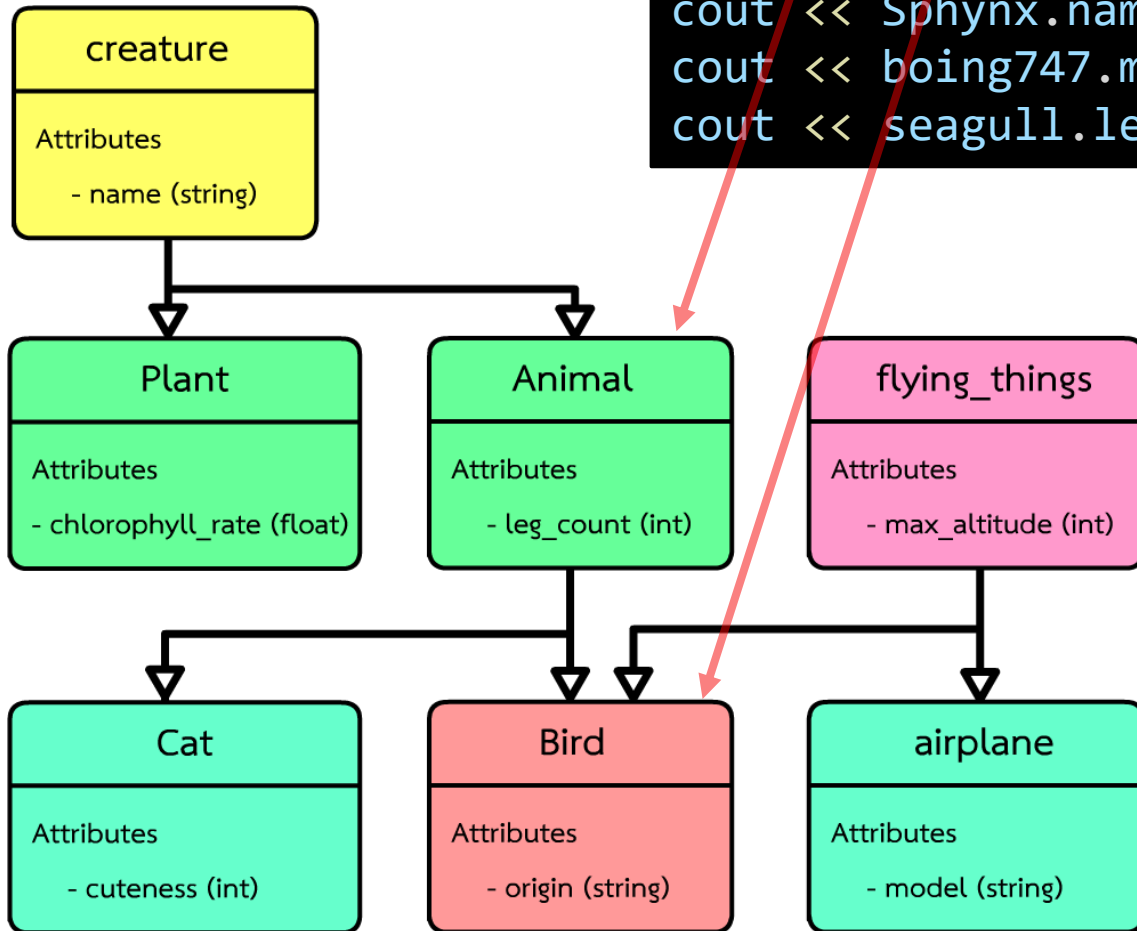 cout << Sphynx.nam
cout << boing747.m
cout << seagull.le
creature
Attributes
- name (string)
Plant
Attributes
- chlorophyll_rate (float)
Animal
Attributes
- leg_count (int)
flying_things
Attributes
- max_altitude (int)
Cat
Attributes
- cuteness (int)
Bird
Attributes
- origin (string)
airplane
Attributes
- model (string)